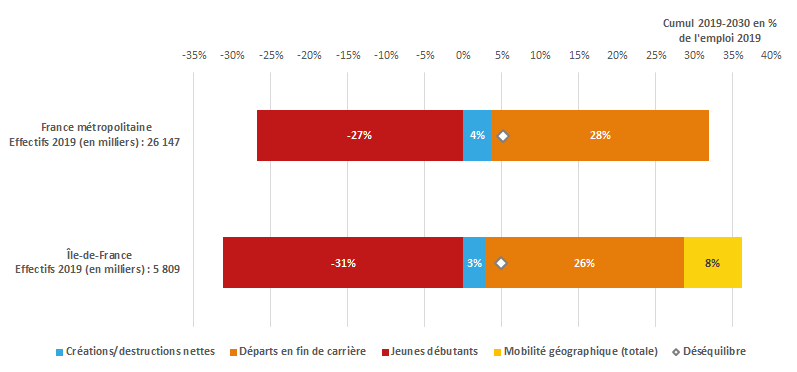 Cumul 2019-2030 en %
de l'emploi 2019
-35% -30% -25% -20% -15% -10% -5% 0% 5% 10% 15% 20% 25% 30% 35% 40%
France métropolitaine
Effectifs 2019 (en milliers) : 26 147
-27% 4% 28%
Île-de-France
Effectifs 2019 (en milliers) : 5 809
-31% 3% 26% 8%
Créations/destructions nettes Départs en fin de carrière Jeunes débutants Mobilité géographique (totale) Déséquilibre